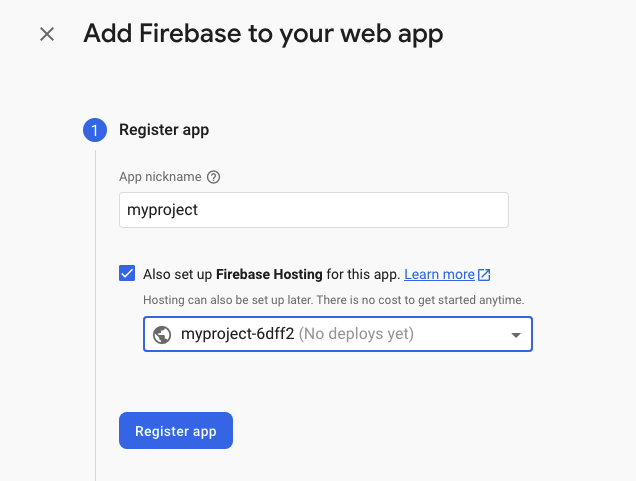 Add Firebase to your web app
1 Register app
App nickname
myproject
Also set up Firebase Hosting for this app. Learn more
Hosting can also be set up later. There is no cost to get started anytime.
myproject-6dff2 (No deploys yet)
Register app